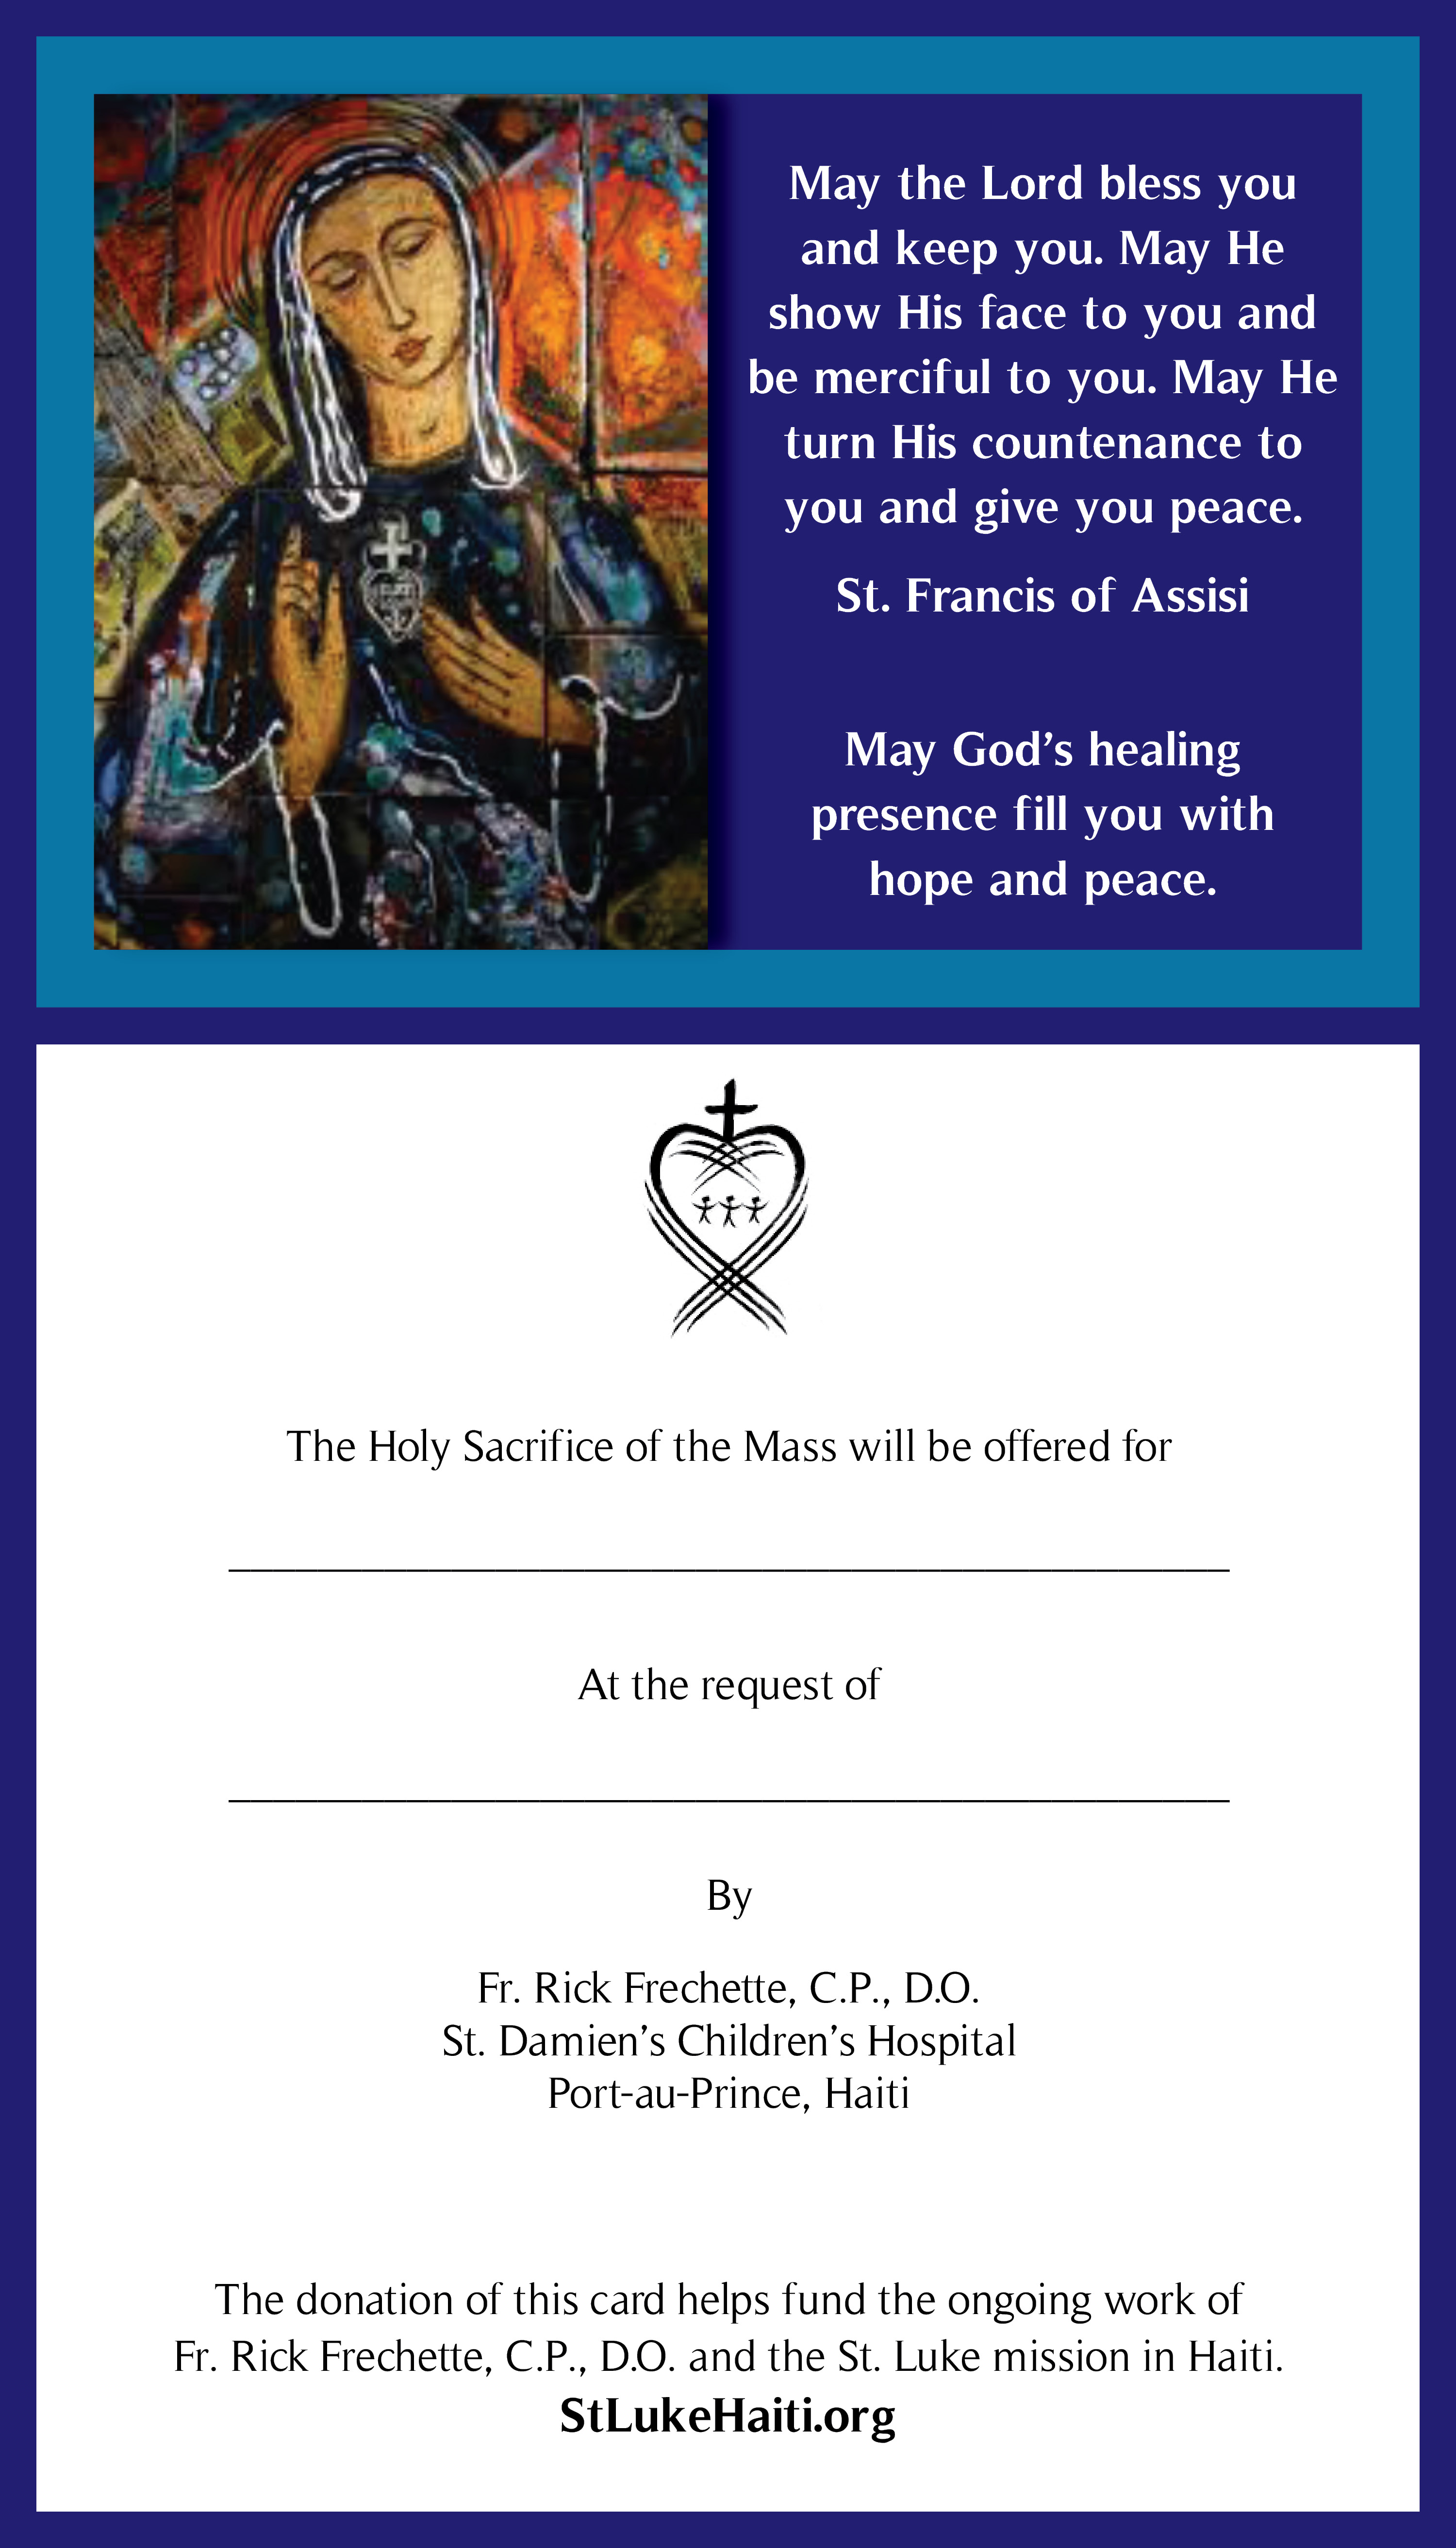 May the Lord bless you
and keep you. May He
show His face to you and
be merciful to you. May He
turn His countenance to
you and give you peace.
St. Francis of Assisi
May God’s healing
presence fill you with
hope and peace.
The Holy Sacrifice of the Mass will be offered for
At the request of
By
Fr. Rick Frechette, C.P., D.O.
St. Damien’s Children’s Hospital
Port-au-Prince, Haiti
The donation of this card helps fund the ongoing work of
Fr. Rick Frechette, C.P., D.O. and the St. Luke mission in Haiti.
StLukeHaiti.org